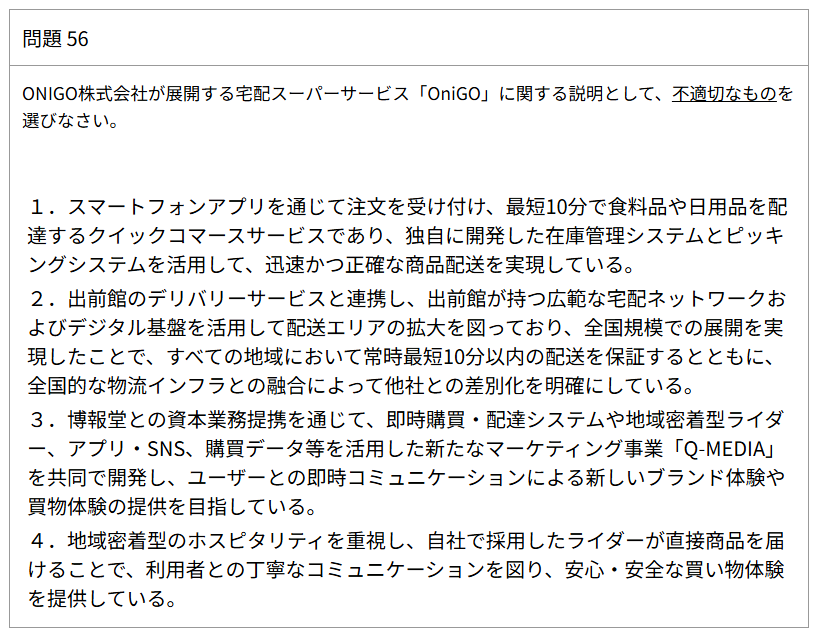 問題 56
ONIGO株式会社が展開する宅配スーパーサービス「OniGO」に関する説明として、不適切なものを
選びなさい。
１．スマートフォンアプリを通じて注文を受け付け、最短10分で食料品や日用品を配
達するクイックコマースサービスであり、独自に開発した在庫管理システムとピッキ
ングシステムを活用して、迅速かつ正確な商品配送を実現している。
２．出前館のデリバリーサービスと連携し、出前館が持つ広範な宅配ネットワークお
よびデジタル基盤を活用して配送エリアの拡大を図っており、全国規模での展開を実
現したことで、すべての地域において常時最短10分以内の配送を保証するとともに、
全国的な物流インフラとの融合によって他社との差別化を明確にしている。
３．博報堂との資本業務提携を通じて、即時購買・配達システムや地域密着型ライダ
ー、アプリ・SNS、購買データ等を活用した新たなマーケティング事業「Q-MEDIA」
を共同で開発し、ユーザーとの即時コミュニケーションによる新しいブランド体験や
買物体験の提供を目指している。
４．地域密着型のホスピタリティを重視し、自社で採用したライダーが直接商品を届
けることで、利用者との丁寧なコミュニケーションを図り、安心・安全な買い物体験
を提供している。